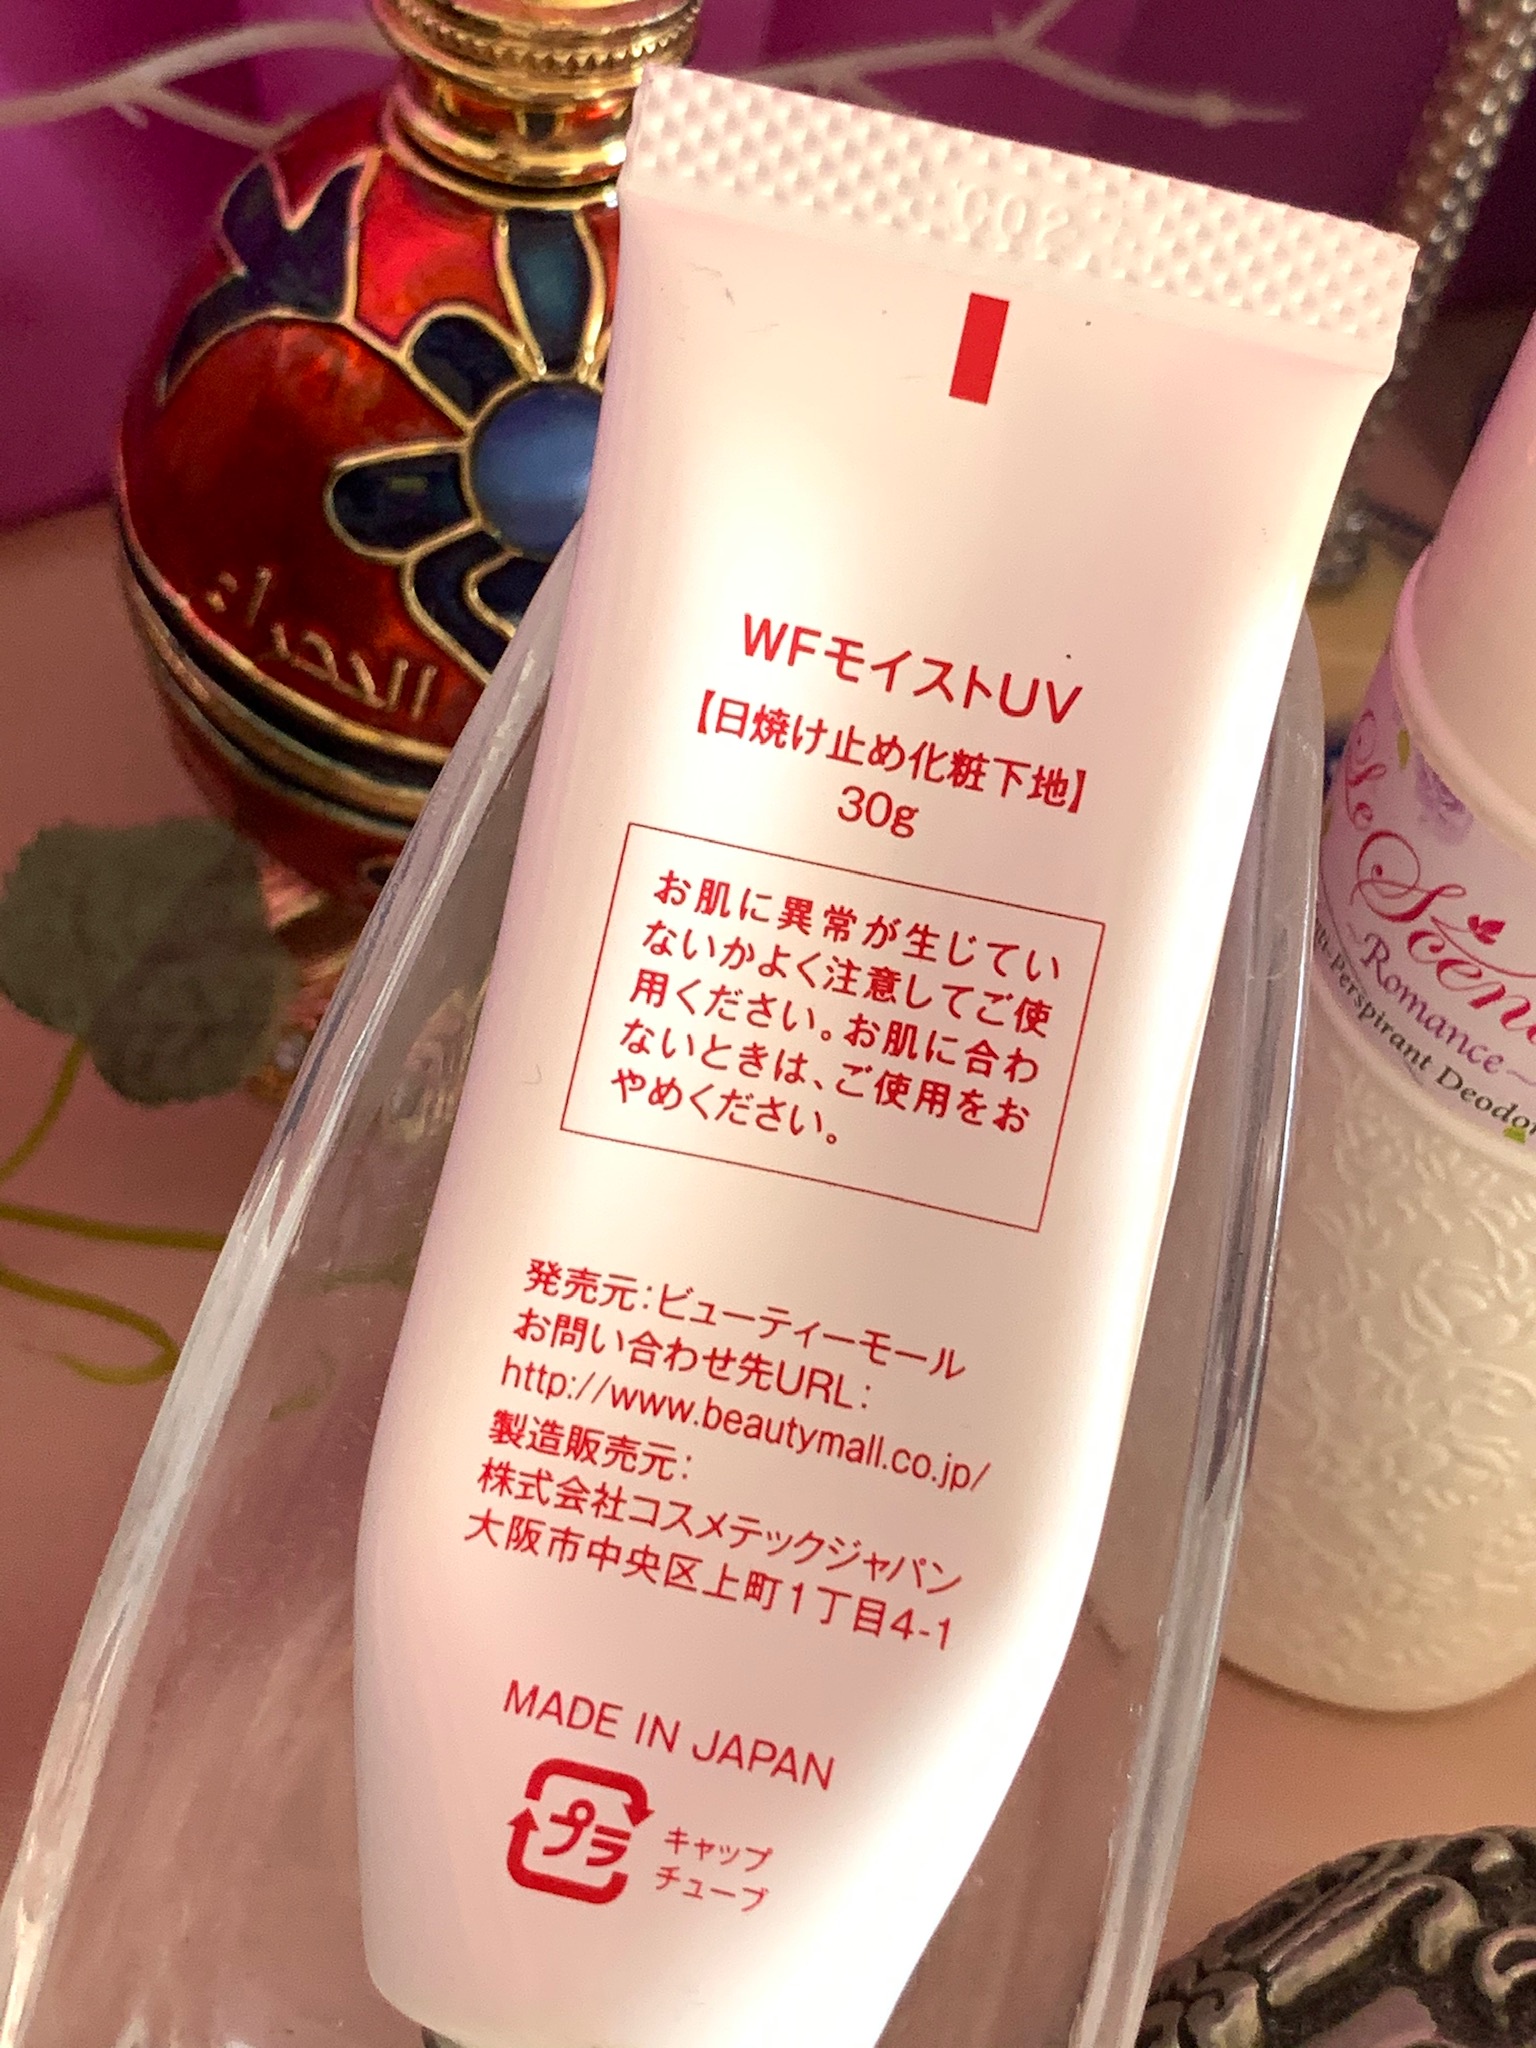 C02
WFモイストUV
【日焼け止め化粧下地】
30g
お肌に異常が生じてい
ないかよく注意してご使
用ください。お肌に合わ
ないときは、ご使用をお
やめください。
発売元:ビューティーモール
お問い合わせ先URL:
http://www.beautymall.co.jp/
製造販売元:
株式会社コスメテックジャパン
大阪市中央区上町1丁目4-1
MADE IN JAPAN
プラ
キャップ
チューブ
Le Scent
~Romance~
Perspirant Deodor